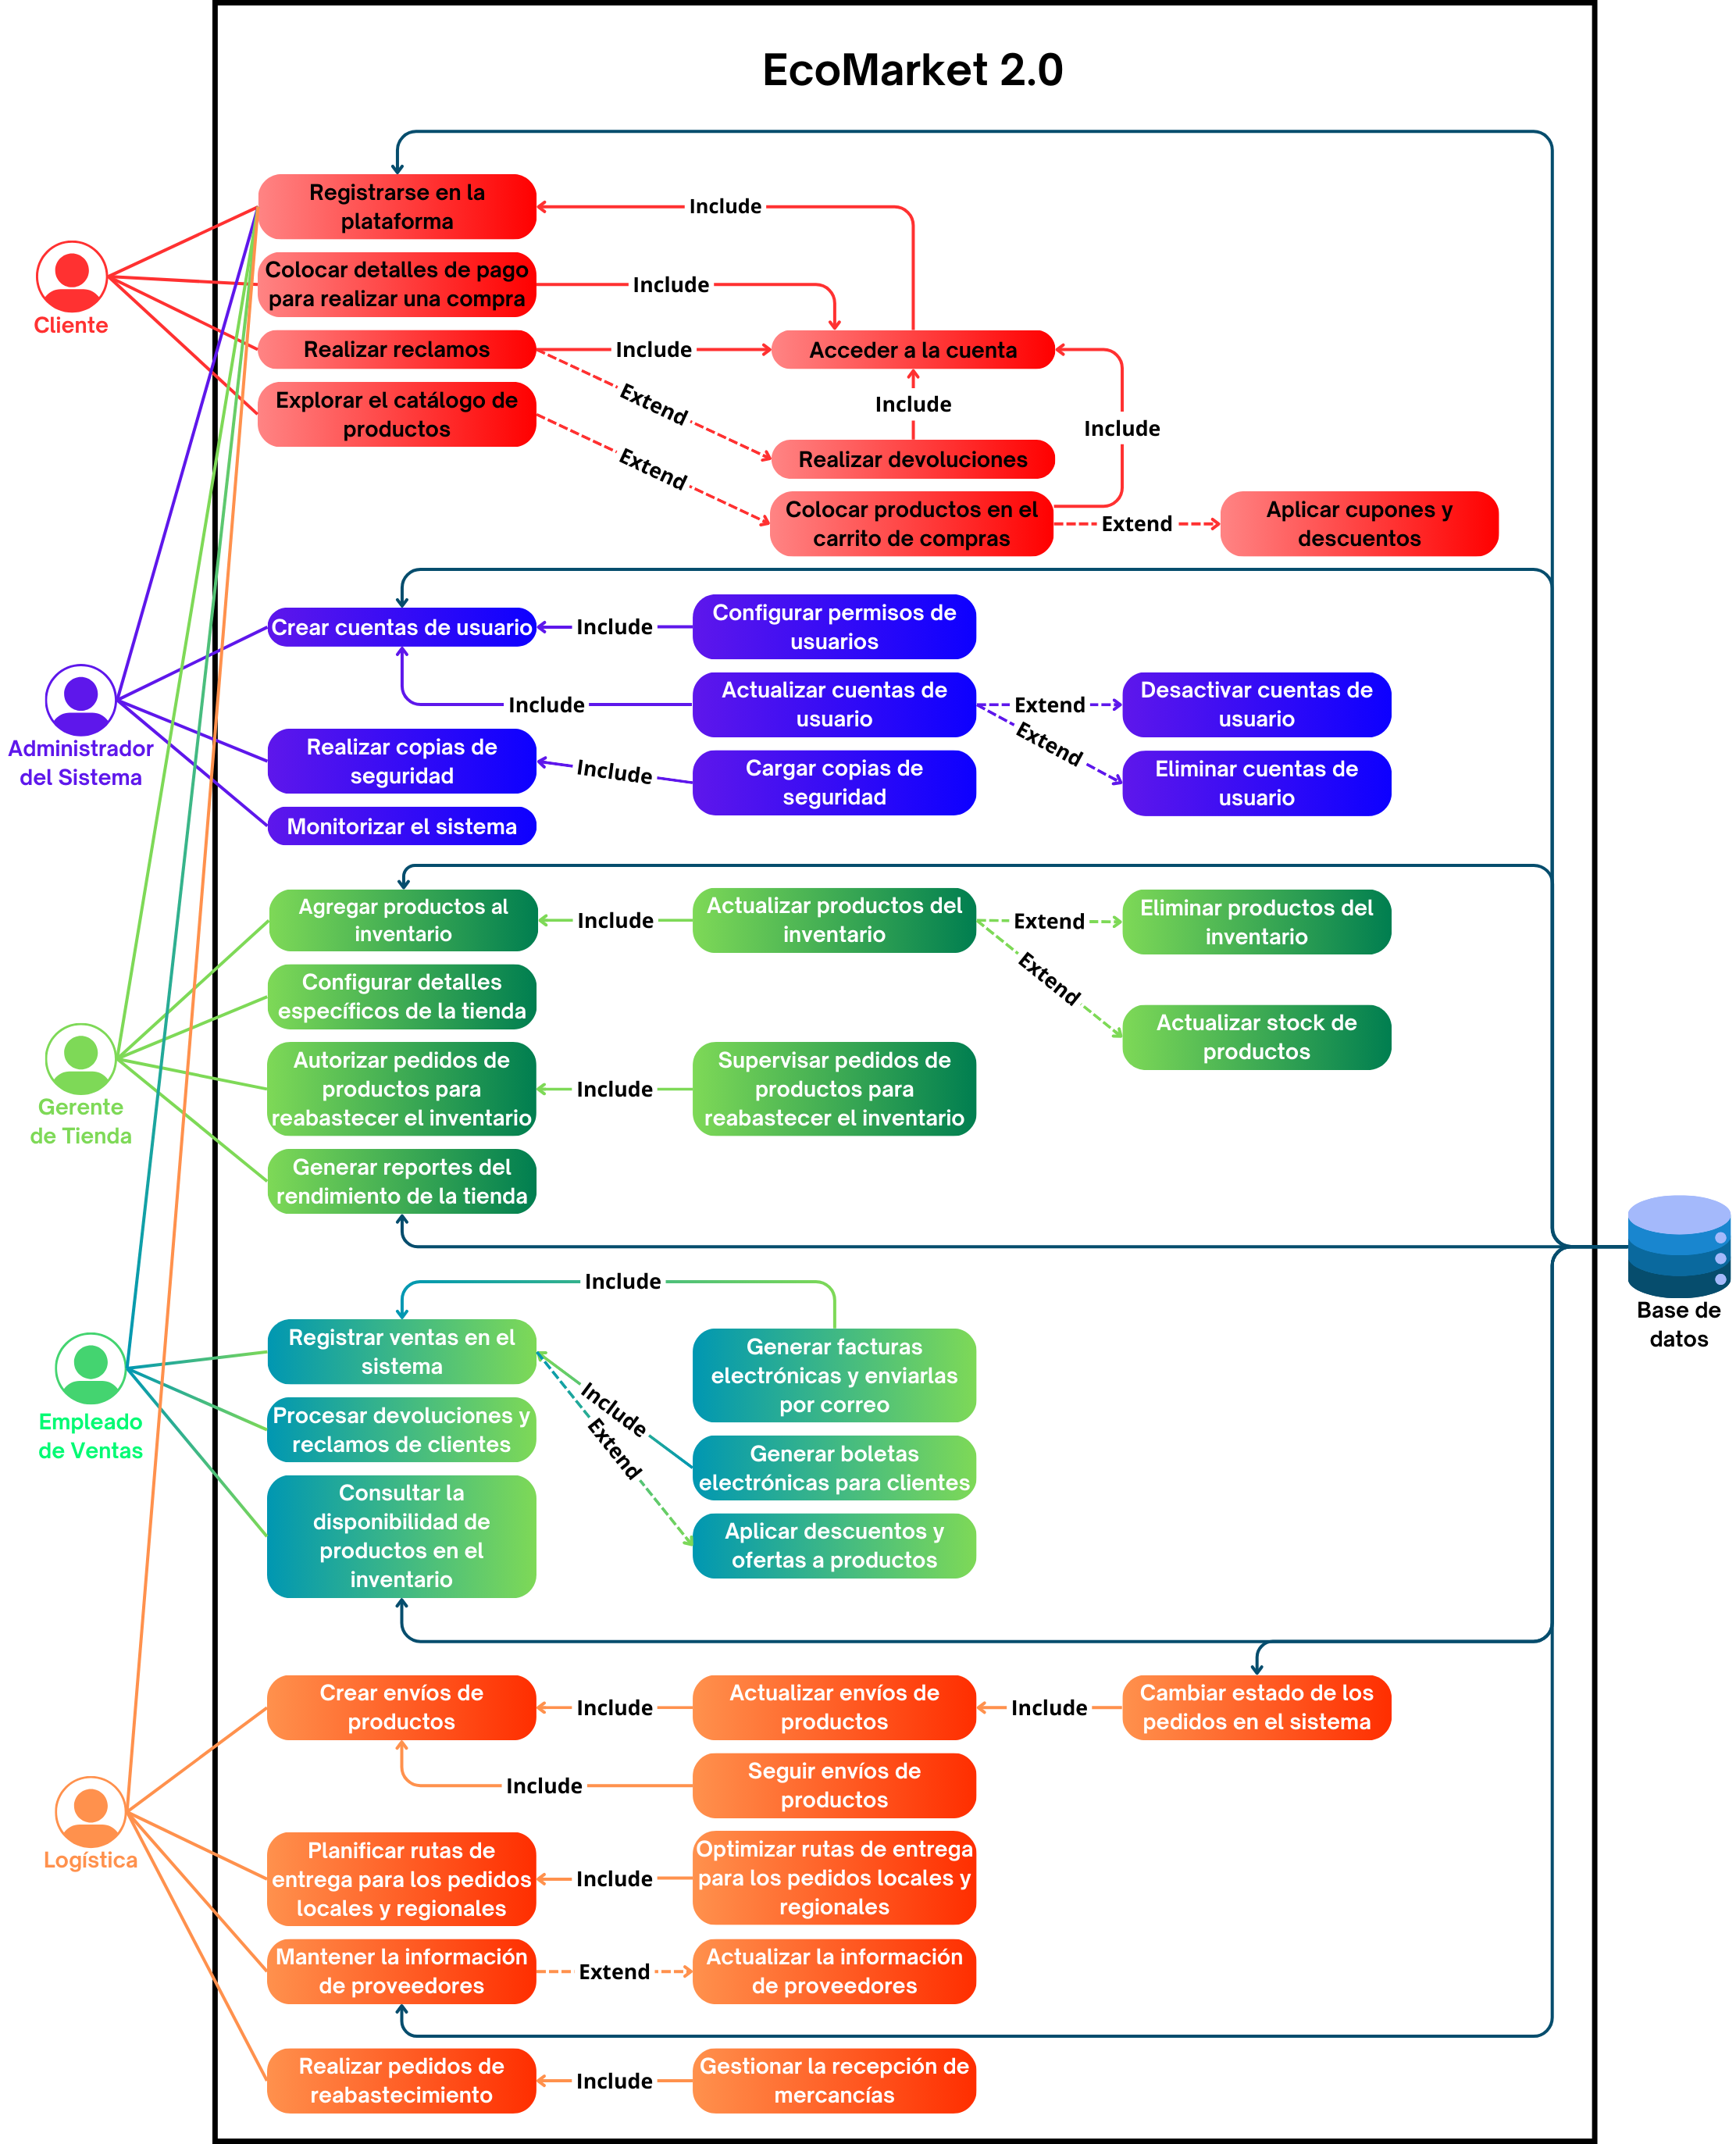 EcoMarket 2.0
Registrarse en la
plataforma
Include
Colocar detalles de pago
para realizar una compra
Include
Cliente
Realizar reclamos
Include
Acceder a la cuenta
Explorar el catálogo de
productos
Extend
Include
Include
Extend
Realizar devoluciones
Colocar productos en el
carrito de compras
Extend
Aplicar cupones y
descuentos
Crear cuentas de usuario
Include
Configurar permisos de
usuarios
Include
Actualizar cuentas de
usuario
Extend
Desactivar cuentas de
usuario
Extend
Administrador
del Sistema
Realizar copias de
seguridad
Include
Cargar copias de
seguridad
Eliminar cuentas de
usuario
Monitorizar el sistema
Agregar productos al
inventario
Include
Actualizar productos del
inventario
Extend
Eliminar productos del
inventario
Extend
Configurar detalles
específicos de la tienda
Actualizar stock de
productos
Gerente
de Tienda
Autorizar pedidos de
productos para
reabastecer el inventario
Include
Supervisar pedidos de
productos para
reabastecer el inventario
Generar reportes del
rendimiento de la tienda
Base de
datos
Include
Registrar ventas en el
sistema
Generar facturas
electrónicas y enviarlas
por correo
Include
Extend
Empleado
de Ventas
Procesar devoluciones y
reclamos de clientes
Generar boletas
electrónicas para clientes
Consultar la
disponibilidad de
productos en el
inventario
Aplicar descuentos y
ofertas a productos
Crear envíos de
productos
Include
Actualizar envíos de
productos
Include
Cambiar estado de los
pedidos en el sistema
Include
Seguir envíos de
productos
Logística
Planificar rutas de
entrega para los pedidos
locales y regionales
Include
Optimizar rutas de entrega
para los pedidos locales y
regionales
Mantener la información
de proveedores
Extend
Actualizar la información
de proveedores
Realizar pedidos de
reabastecimiento
Include
Gestionar la recepción de
mercancías